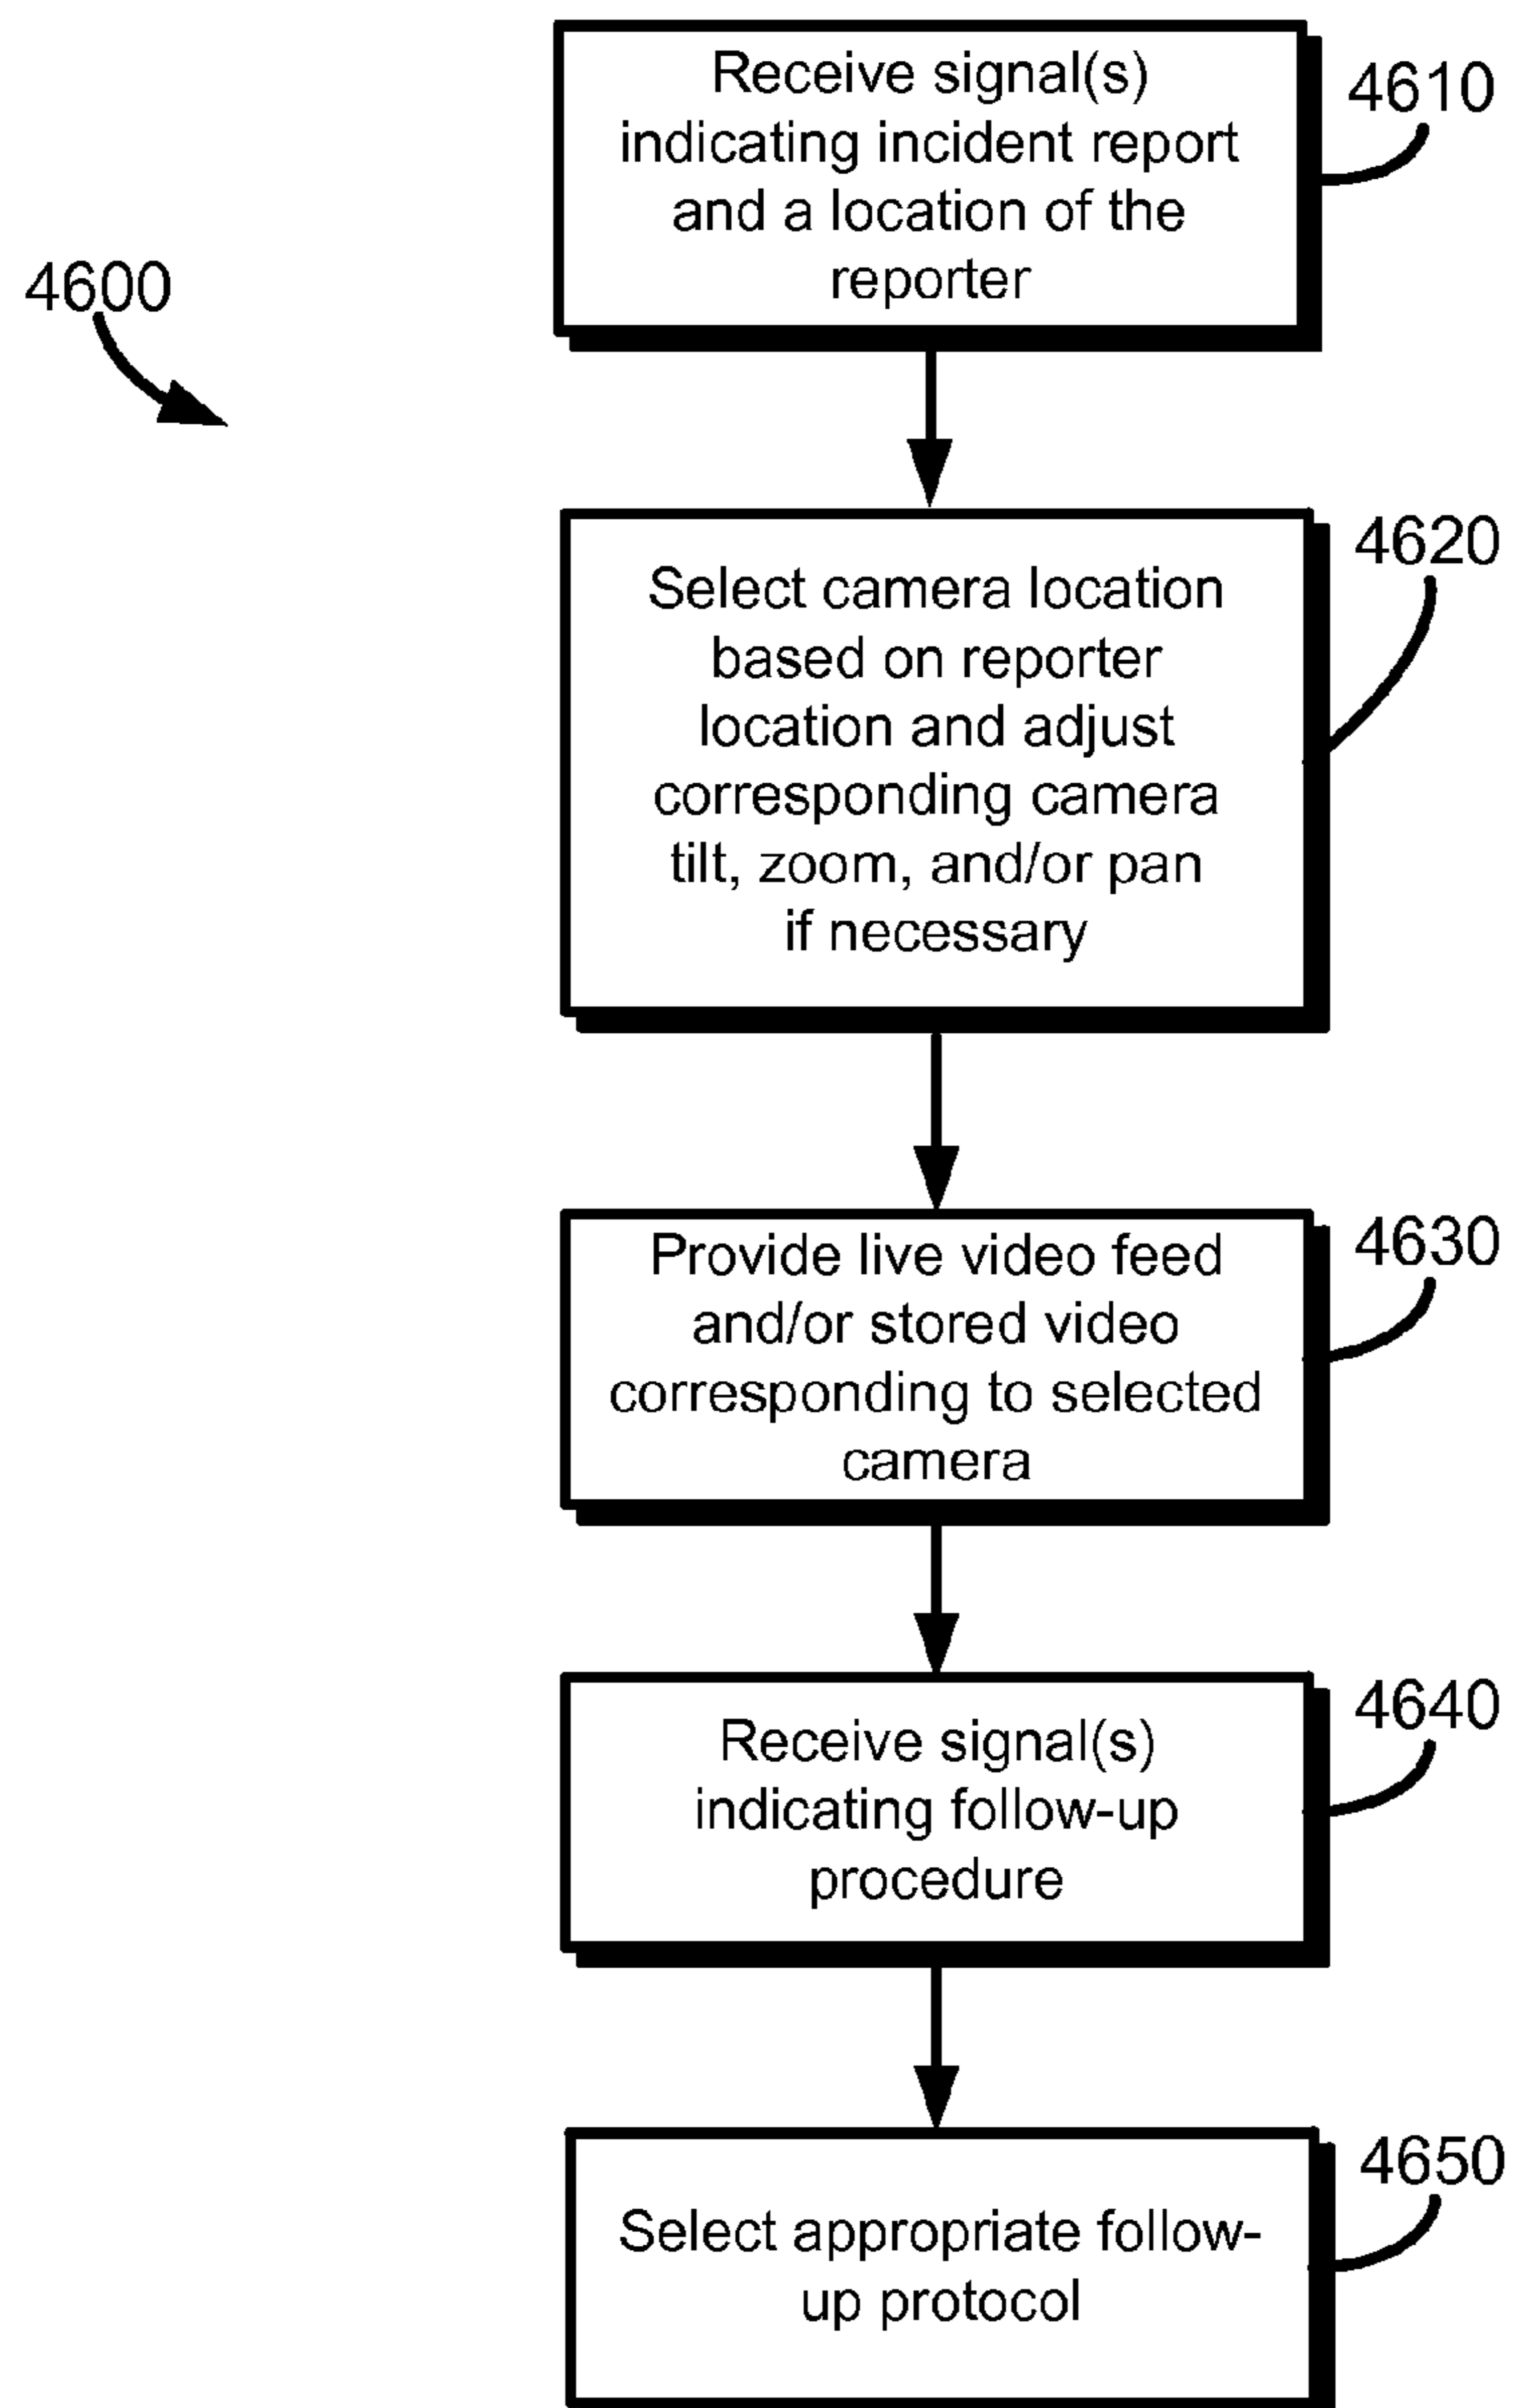 4600
Receive signal(s)
indicating incident report
and a location of the
reporter
4610
Select camera location
based on reporter
location and adjust
corresponding camera
tilt, zoom, and/or pan
if necessary
4620
Provide live video feed
and/or stored video
corresponding to selected
camera
4630
Receive signal(s)
indicating follow-up
procedure
4640
Select appropriate follow-
up protocol
4650